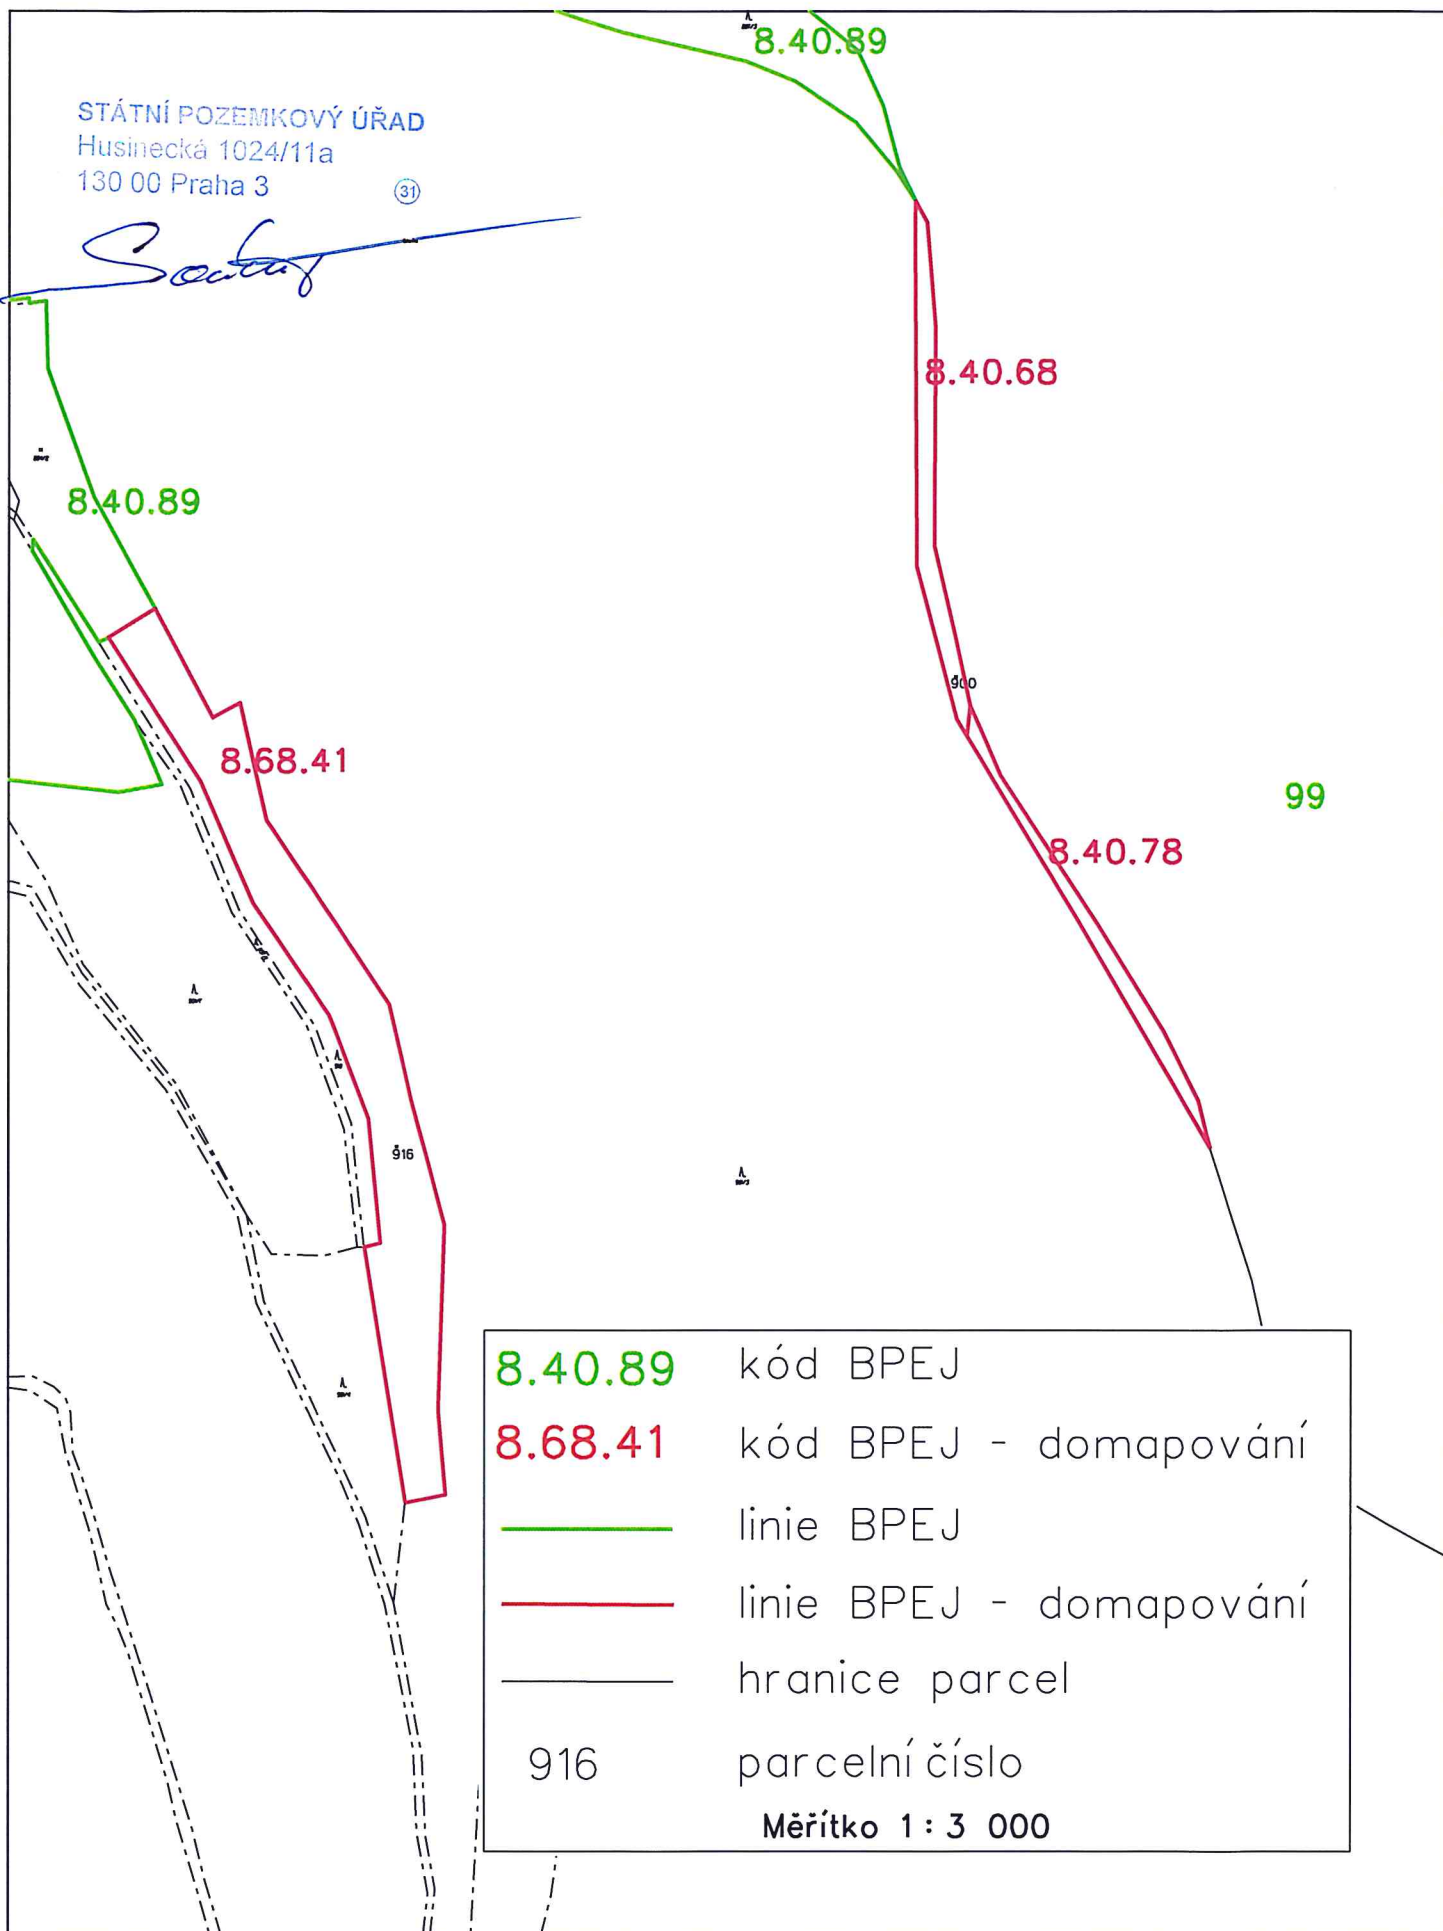 8.40.89
STÁTNÍ POZEMKOVÝ ÚŘAD
Husinecká 1024/11a
130 00 Praha 3
31
8.40.68
8.40.89
900
8.68.41
99
8.40.78
916
8.40.89 kód BPEJ
8.68.41 kód BPEJ - domapování
linie BPEJ
linie BPEJ - domapování
hranice parcel
916 parcelní číslo
Měřítko 1 : 3 000